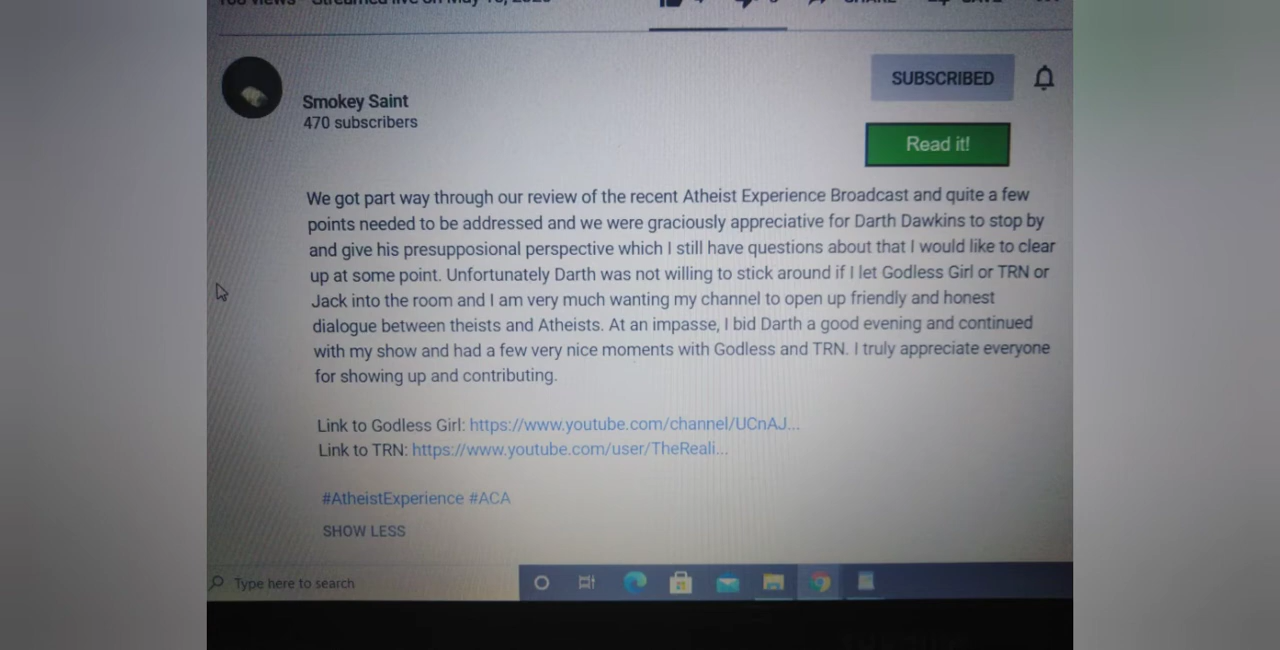 Smokey Saint
470 subscribers
SUBSCRIBED
Read it!
We got part way through our review of the recent Atheist Experience Broadcast and quite a few
points needed to be addressed and we were graciously appreciative for Darth Dawkins to stop by
and give his presupposional perspective which I still have questions about that I would like to clear
up at some point. Unfortunately Darth was not willing to stick around if I let Godless Girl or TRN or
Jack into the room and I am very much wanting my channel to open up friendly and honest
dialogue between theists and Atheists. At an impasse, I bid Darth a good evening and continued
with my show and had a few very nice moments with Godless and TRN. I truly appreciate everyone
for showing up and contributing.
Link to Godless Girl: https://www.youtube.com/channel/UCnAJ...
Link to TRN: https://www.youtube.com/user/TheReali...
#AtheistExperience #ACA
SHOW LESS
Type here to search